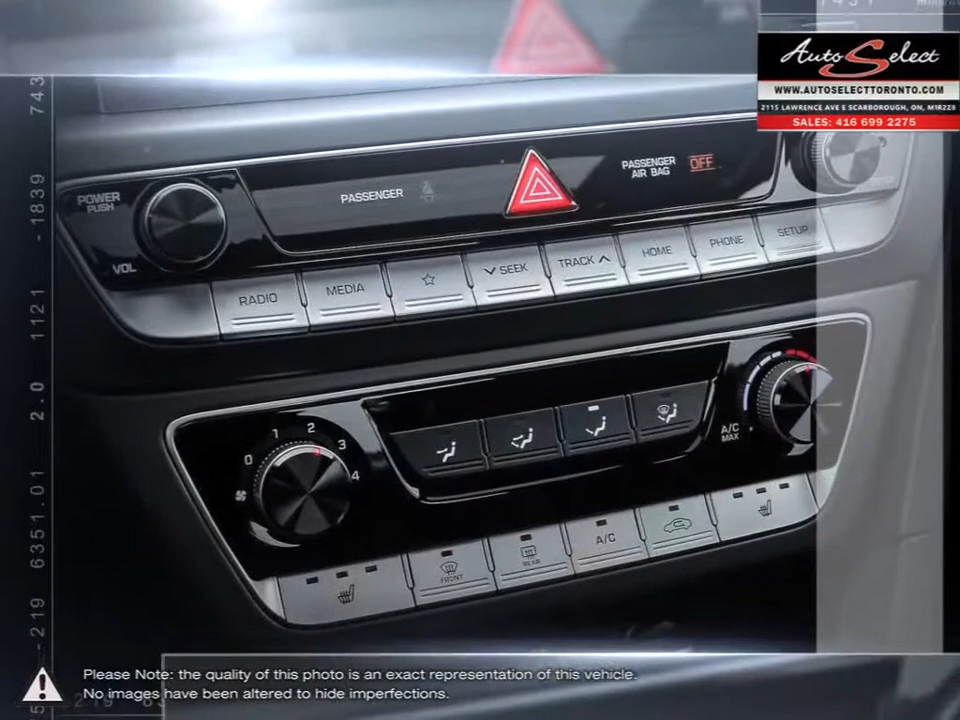 AutoSelect
WWW.AUTOSELECTTORONTO.COM
2115 LAWRENCE AVE E SCARBOROUGH, ON, M1R2Z8
SALES: 416 699 2275
POWER
PUSH
VOL
PASSENGER
PASSENGER
AIR BAG
OFF
RADIO
MEDIA
SEEK
TRACK
HOME
PHONE
SETUP
0 1 2 3 4
A/C
MAX
FRONT
REAR
A/C
743
-1839
1121
2.0
6351.01
-219
Please Note: the quality of this photo is an exact representation of this vehicle.
No images have been altered to hide imperfections.